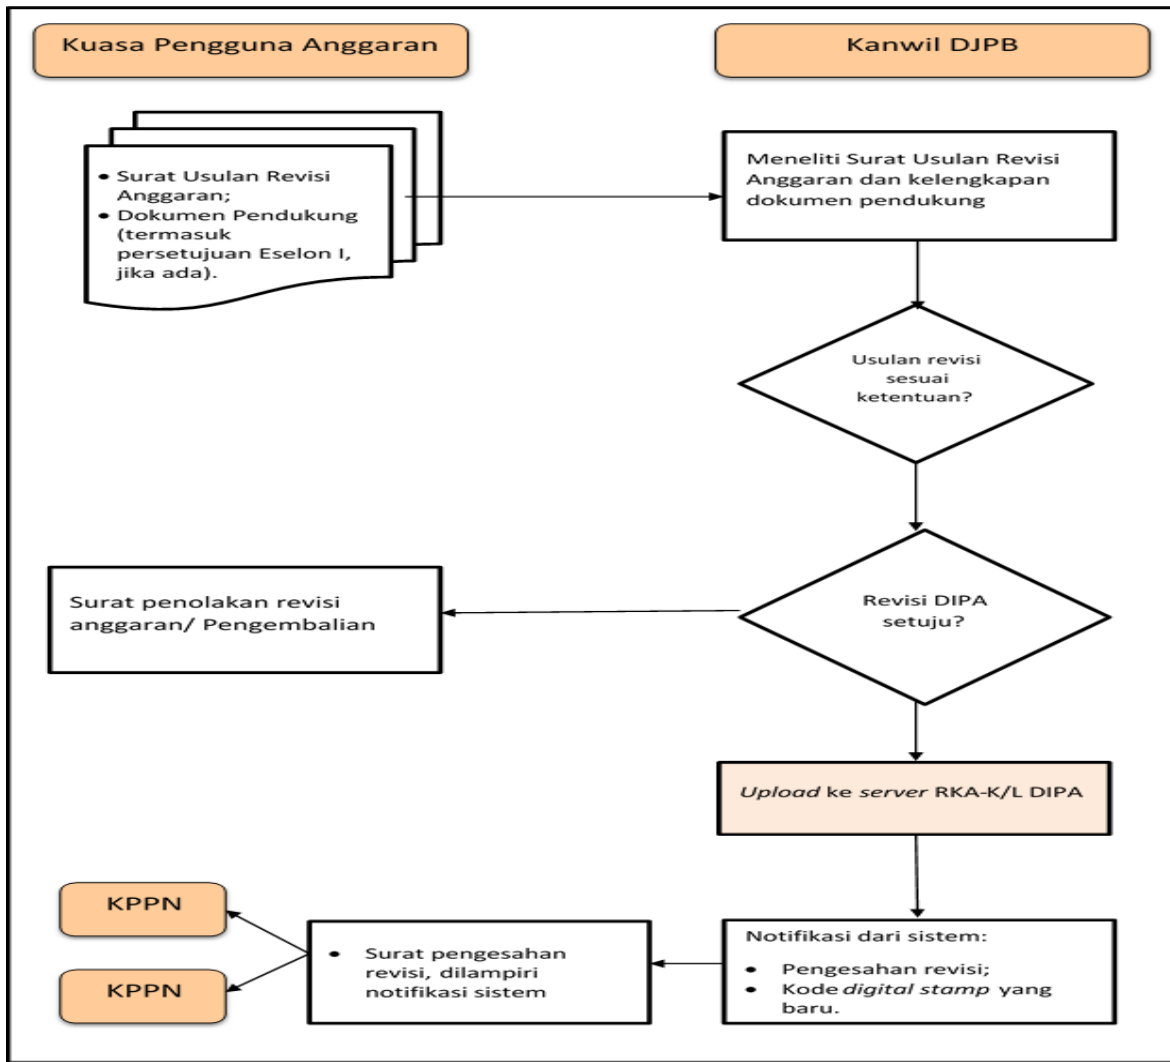 Kuasa Pengguna Anggaran
Kanwil DJPB
• Surat Usulan Revisi
Anggaran;
• Dokumen Pendukung
(termasuk
persetujuan Eselon I,
jika ada).
Meneliti Surat Usulan Revisi
Anggaran dan kelengkapan
dokumen pendukung
Usulan revisi
sesuai
ketentuan?
Revisi DIPA
setuju?
Surat penolakan revisi
anggaran/ Pengembalian
Upload ke server RKA-K/L DIPA
Notifikasi dari sistem:
• Pengesahan revisi;
• Kode digital stamp yang
baru.
• Surat pengesahan
revisi, dilampiri
notifikasi sistem
KPPN
KPPN